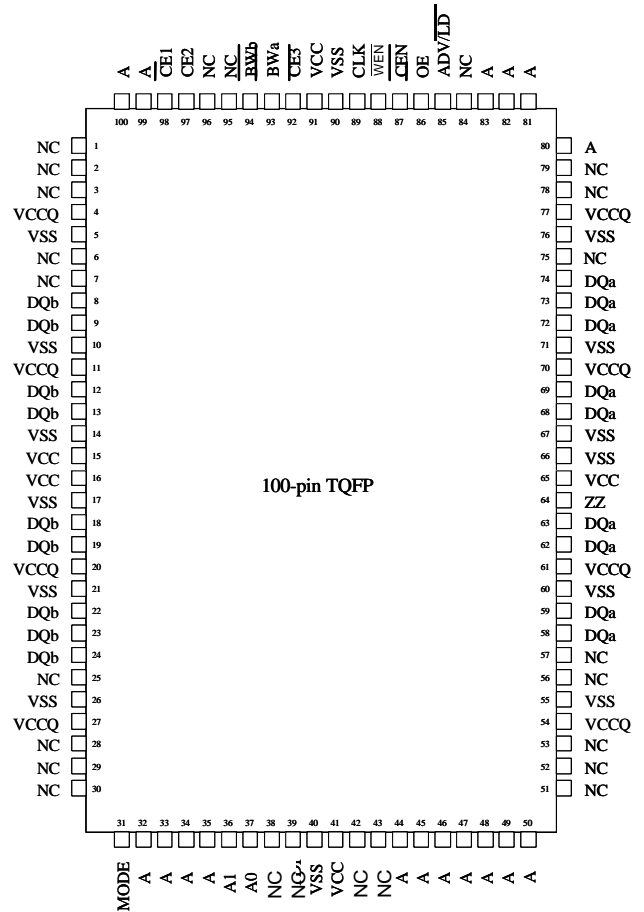 A A CE1 CE2 NC NC BWb BWa CE3 VCC VSS CLK WEN CEN OE ADV/LD NC A A A
100 99 98 97 96 95 94 93 92 91 90 89 88 87 86 85 84 83 82 81
NC 1 80 A
NC 2 79 NC
NC 3 78 NC
VCCQ 4 77 VCCQ
VSS 5 76 VSS
NC 6 75 NC
NC 7 74 DQa
DQb 8 73 DQa
DQb 9 72 DQa
VSS 10 71 VSS
VCCQ 11 70 VCCQ
DQb 12 69 DQa
DQb 13 68 DQa
VSS 14 67 VSS
VCC 15 66 VSS
VCC 16 65 VCC
100-pin TQFP
VSS 17 64 ZZ
DQb 18 63 DQa
DQb 19 62 DQa
VCCQ 20 61 VCCQ
VSS 21 60 VSS
DQb 22 59 DQa
DQb 23 58 DQa
DQb 24 57 NC
NC 25 56 NC
VSS 26 55 VSS
VCCQ 27 54 VCCQ
NC 28 53 NC
NC 29 52 NC
NC 30 51 NC
31 32 33 34 35 36 37 38 39 40 41 42 43 44 45 46 47 48 49 50
MODE A A A A A1 A0 NC NC VSS VCC NC NC A A A A A A A